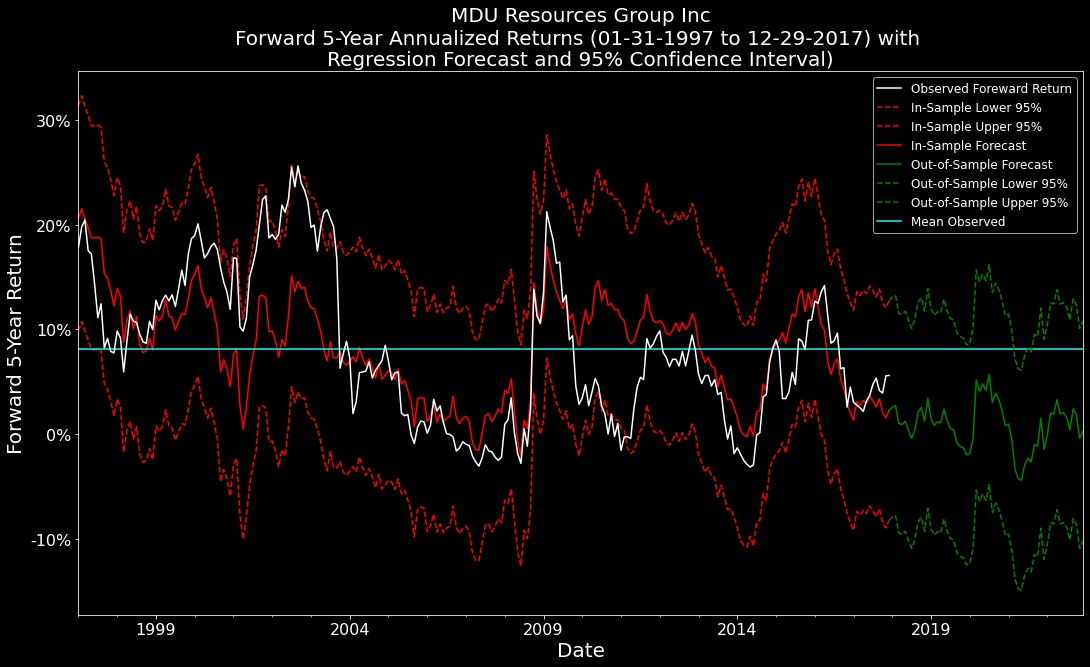 MDU Resources Group Inc
Forward 5-Year Annualized Returns (01-31-1997 to 12-29-2017) with
Regression Forecast and 95% Confidence Interval)
Observed Foreward Return
In-Sample Lower 95%
In-Sample Upper 95%
In-Sample Forecast
Out-of-Sample Forecast
Out-of-Sample Lower 95%
Out-of-Sample Upper 95%
Mean Observed
Forward 5-Year Return
30%
20%
10%
0%
-10%
1999
2004
2009
2014
2019
Date